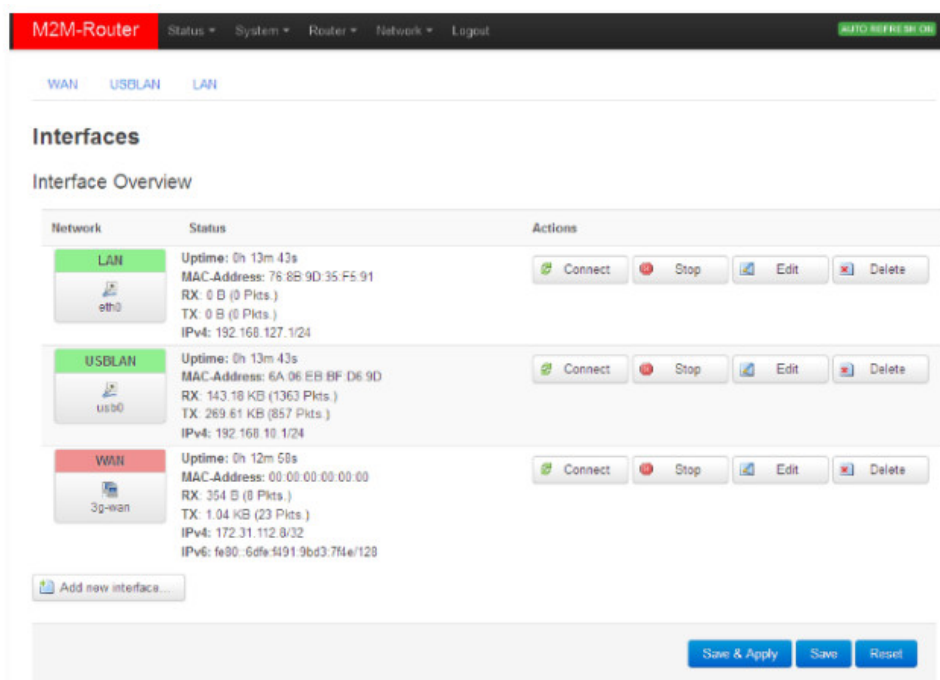 M2M-Router Status System Router Network Logout AUTO REFRESH ON
WAN USBLAN LAN
Interfaces
Interface Overview
Network Status Actions
LAN
eth0
Uptime: 0h 13m 43s
MAC-Address: 76:8B:9D:35:F5:91
RX: 0 B (0 Pkts.)
TX: 0 B (0 Pkts.)
IPv4: 192.168.127.1/24
Connect Stop Edit Delete
USBLAN
usb0
Uptime: 0h 13m 43s
MAC-Address: 6A:06:EB:BF:D6:9D
RX: 143.18 KB (1363 Pkts.)
TX: 269.61 KB (857 Pkts.)
IPv4: 192.168.10.1/24
Connect Stop Edit Delete
WAN
3g-wan
Uptime: 0h 12m 58s
MAC-Address: 00:00:00:00:00:00
RX: 354 B (8 Pkts.)
TX: 1.04 KB (23 Pkts.)
IPv4: 172.31.112.8/32
IPv6: fe80::6dfe:f491:9bd3:7f4e/128
Connect Stop Edit Delete
Add new interface...
Save & Apply Save Reset